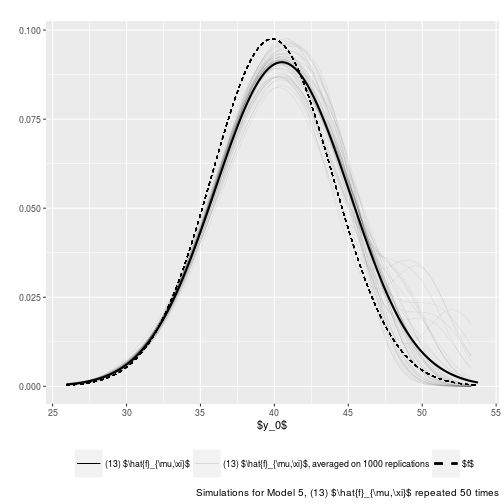 0.100
0.075
0.050
0.025
0.000
25 30 35 40 45 50 55
$y_0$
(13) $\hat{f}_{\mu,\xi}$ (13) $\hat{f}_{\mu,\xi}$, averaged on 1000 replications $f$
Simulations for Model 5, (13) $\hat{f}_{\mu,\xi}$ repeated 50 times